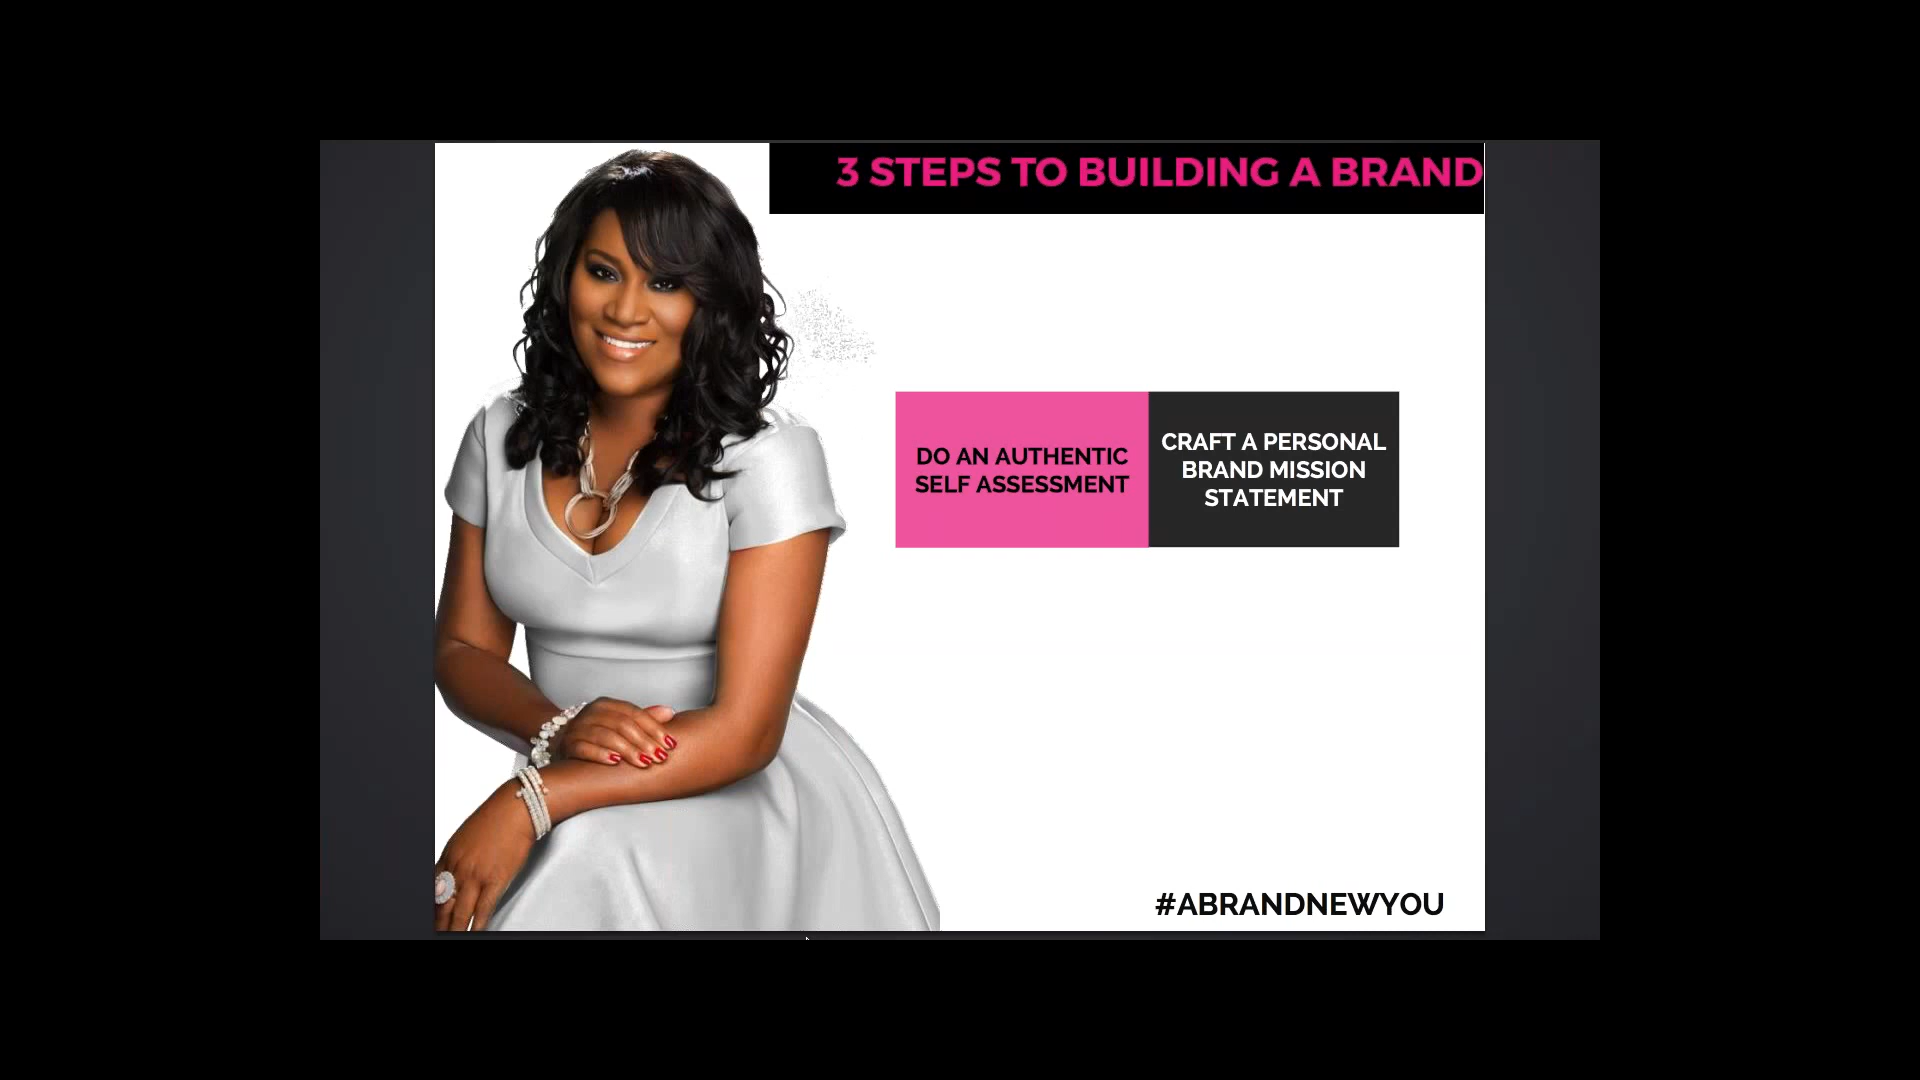 3 STEPS TO BUILDING A BRAND
DO AN AUTHENTIC
SELF ASSESSMENT
CRAFT A PERSONAL
BRAND MISSION
STATEMENT
#ABRANDNEWYOU